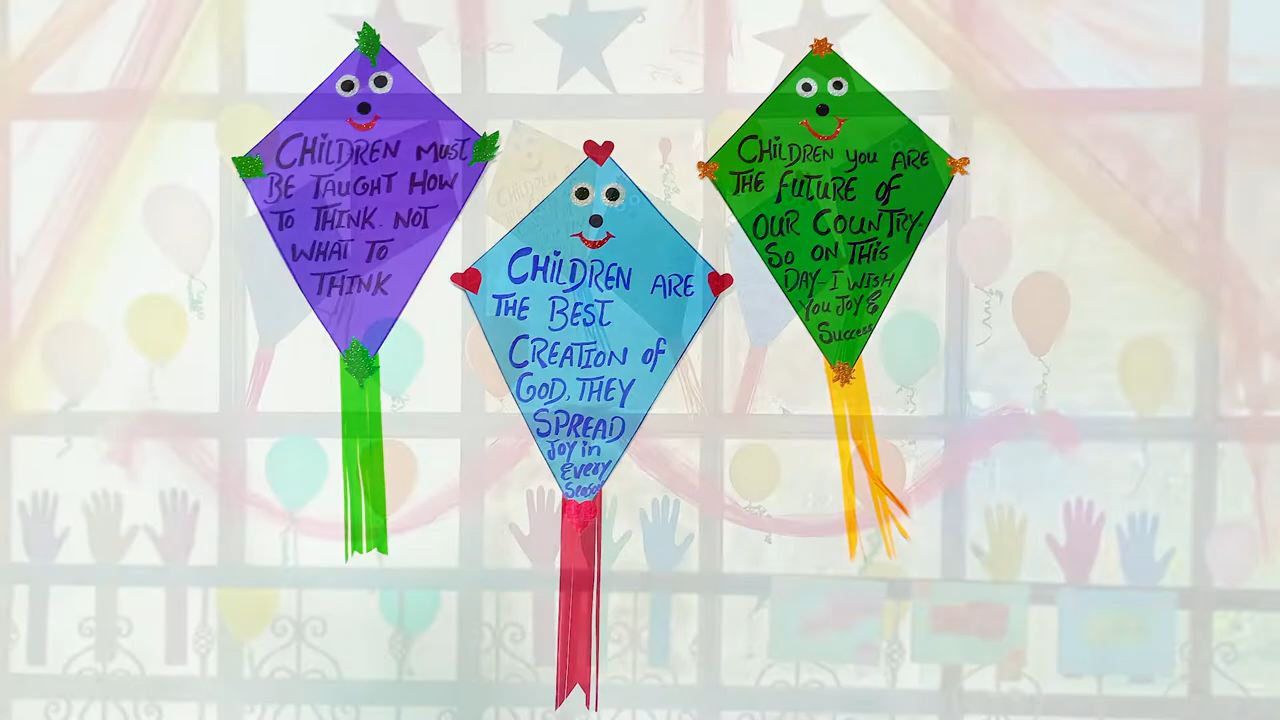 CHILDREN MUST
BE TAUGHT HOW
TO THINK. NOT
WHAT TO
THINK
CHILDREN ARE
THE BEST
CREATION of
GOD, THEY
SPREAD
Joy in
Every
Season
CHILDREN you ARE
THE FUTURE OF
OUR COUNTRY.
SO ON THIS
DAY-I WISH
You Joy &
Success